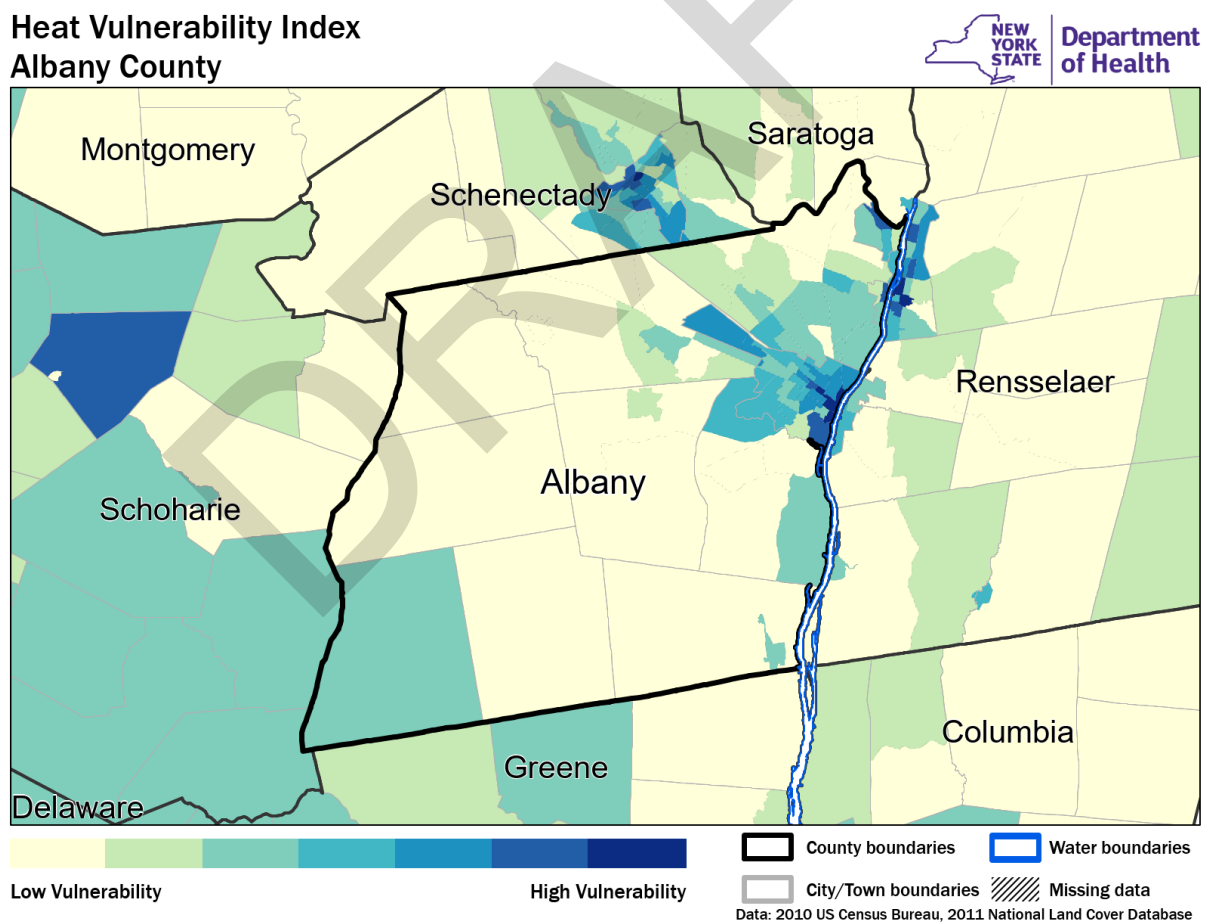 Heat Vulnerability Index
Albany County
NEW
YORK
STATE
Department
of Health
DRAFT
Montgomery
Saratoga
Schenectady
Rensselaer
Albany
Schoharie
Columbia
Greene
Delaware
Low Vulnerability
High Vulnerability
County boundaries
Water boundaries
City/Town boundaries
Missing data
Data: 2010 US Census Bureau, 2011 National Land Cover Database